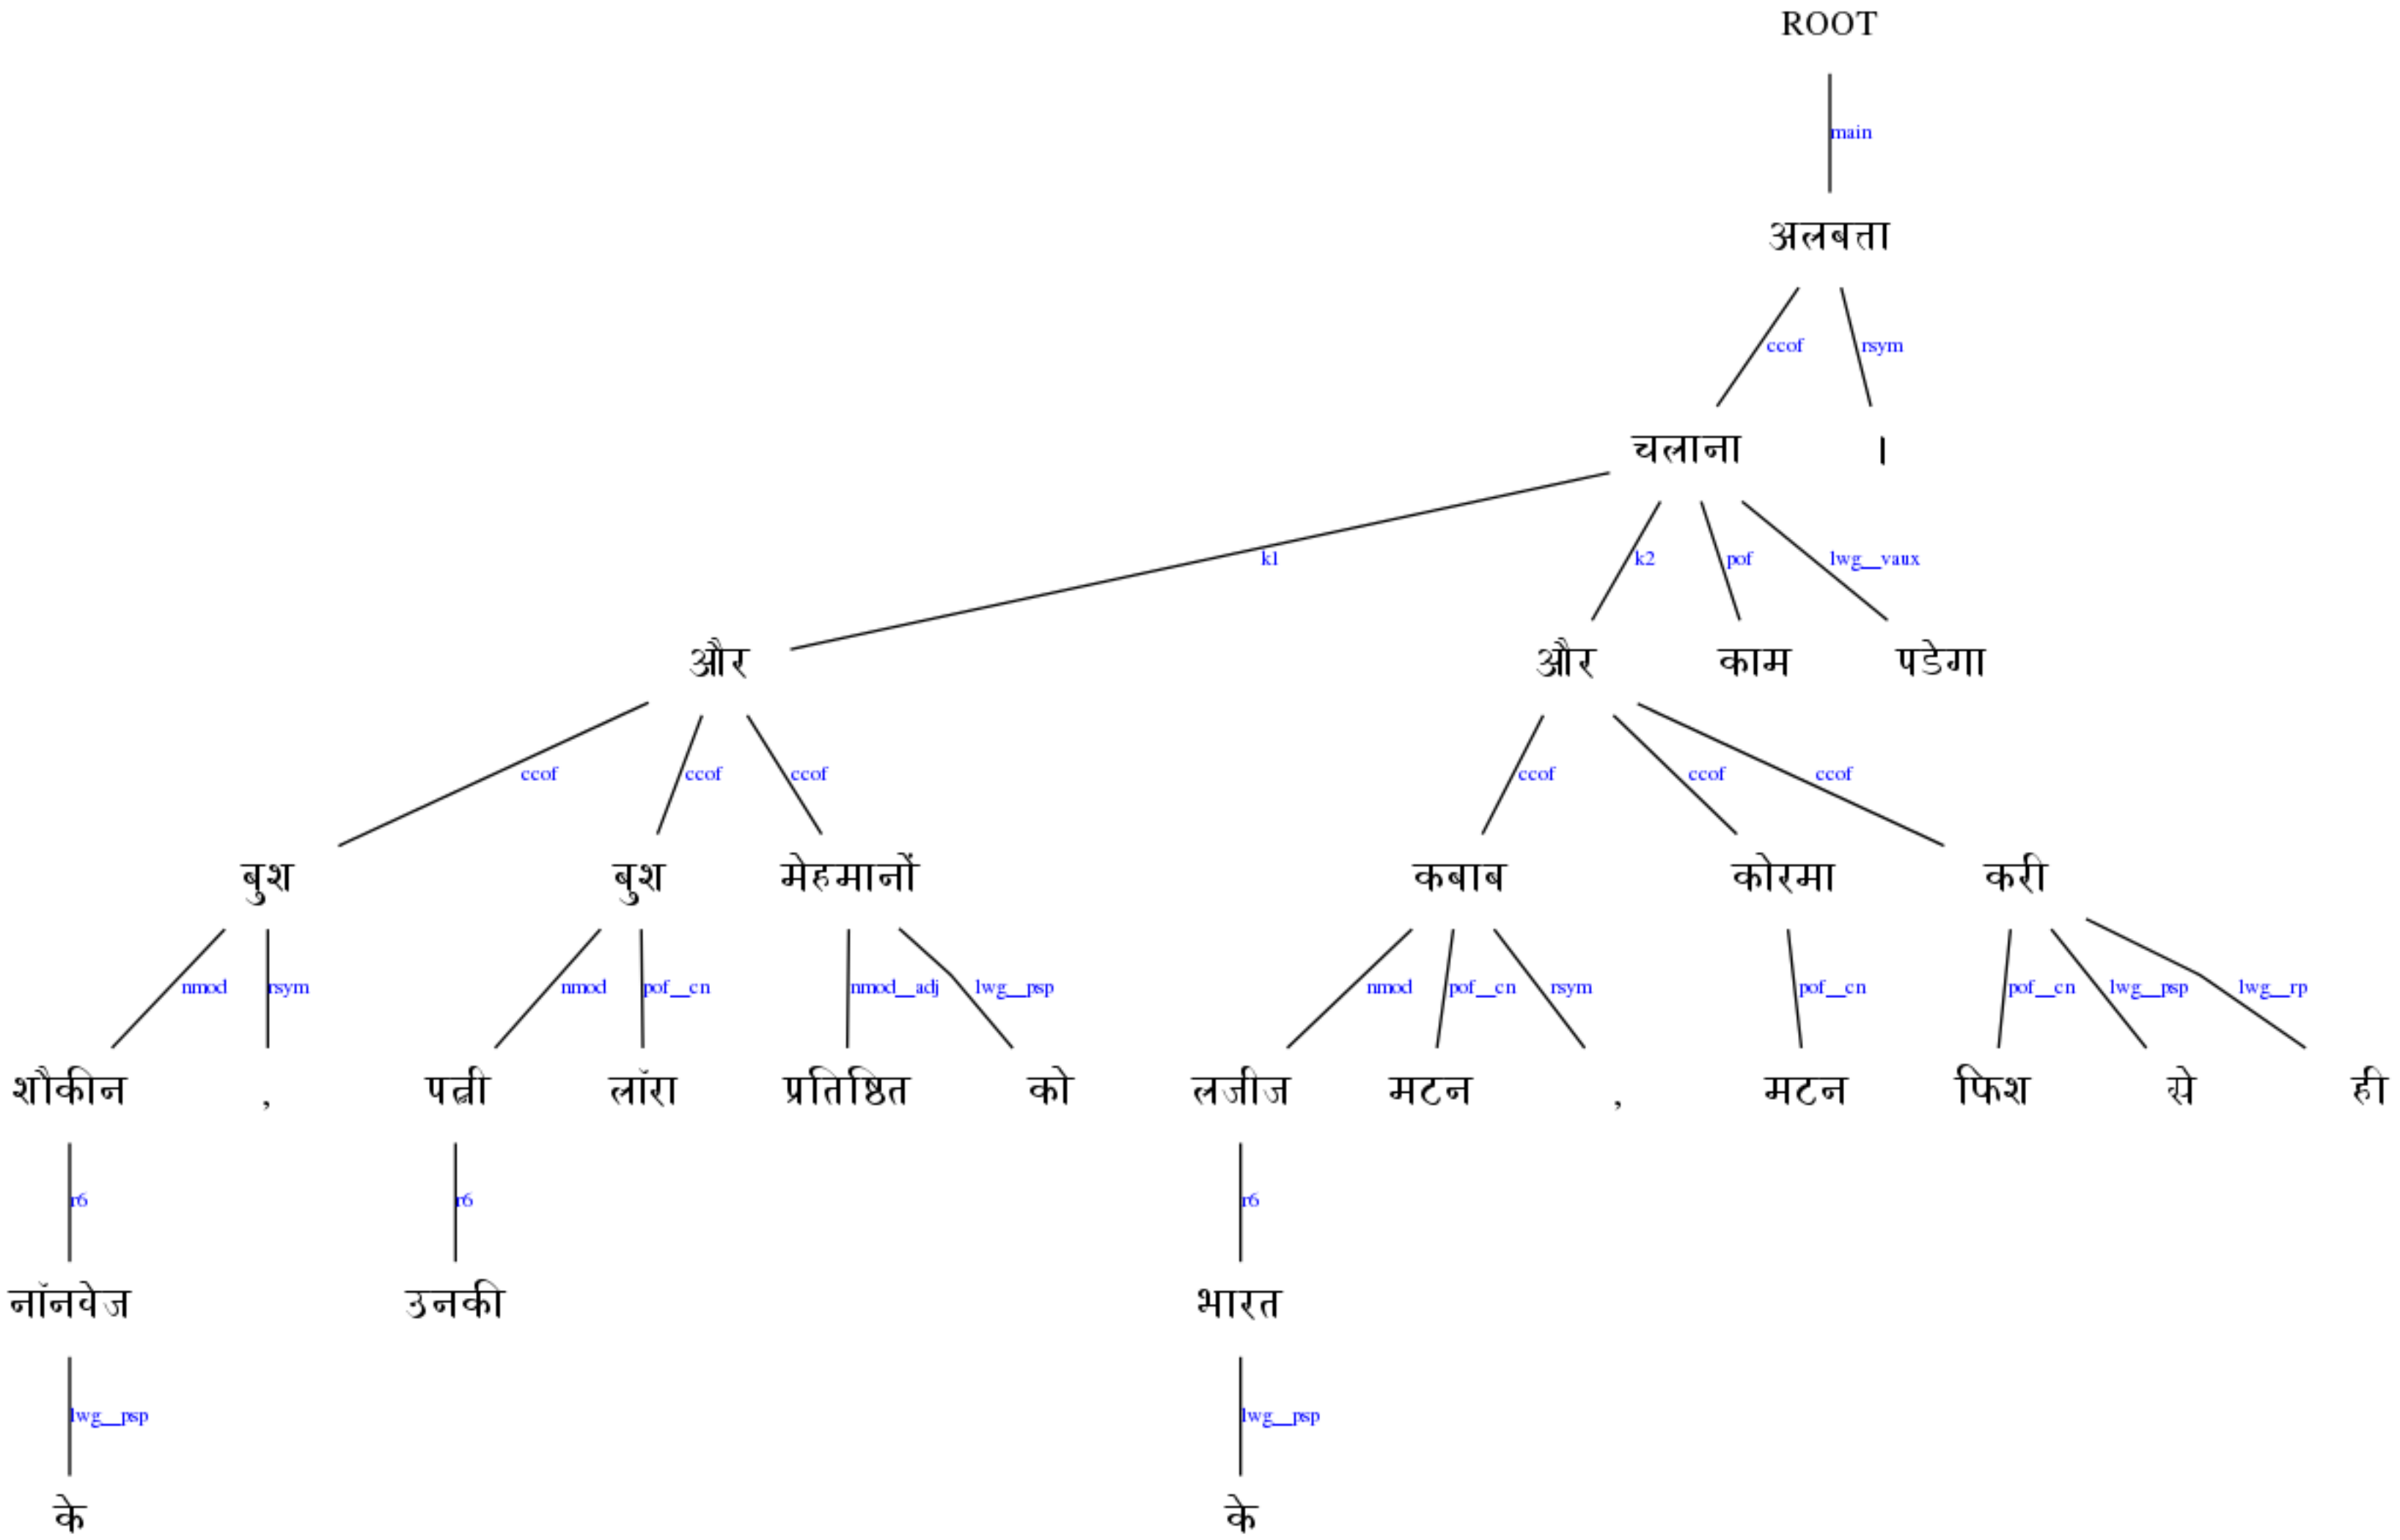 ROOT
main
अलबत्ता
ccof rsym
चलाना ।
k1 k2 pof lwg__vaux
और और काम पडेगा
ccof ccof ccof ccof ccof ccof
बुश बुश मेहमानों कबाब कोरमा करी
nmod rsym nmod pof__cn nmod__adj lwg__psp nmod pof__cn rsym pof__cn pof__cn lwg__psp lwg__rp
शौकीन , पत्नी लॉरा प्रतिष्ठित को लजीज मटन , मटन फिश से ही
r6 r6 r6
नॉनवेज उनकी भारत
lwg__psp lwg__psp
के के